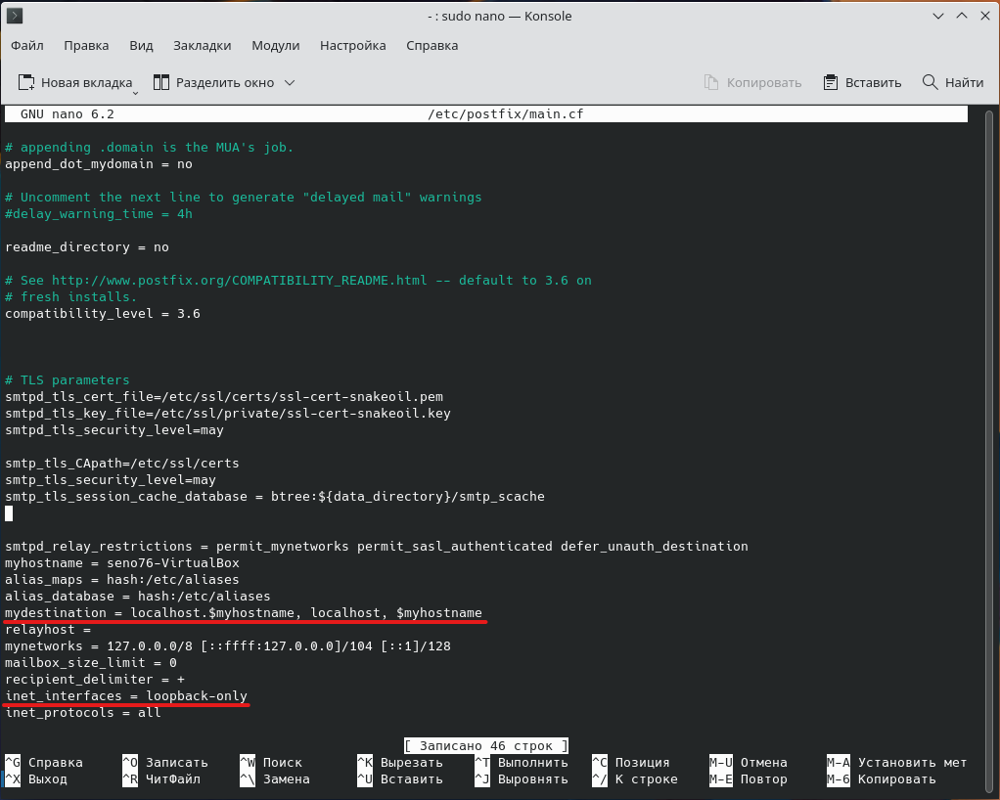 - : sudo nano — Konsole
Файл Правка Вид Закладки Модули Настройка Справка
Новая вкладка Разделить окно Копировать Вставить Найти
GNU nano 6.2 /etc/postfix/main.cf
# appending .domain is the MUA's job.
append_dot_mydomain = no
# Uncomment the next line to generate "delayed mail" warnings
#delay_warning_time = 4h
readme_directory = no
# See http://www.postfix.org/COMPATIBILITY_README.html -- default to 3.6 on
# fresh installs.
compatibility_level = 3.6
# TLS parameters
smtpd_tls_cert_file=/etc/ssl/certs/ssl-cert-snakeoil.pem
smtpd_tls_key_file=/etc/ssl/private/ssl-cert-snakeoil.key
smtpd_tls_security_level=may
smtp_tls_CApath=/etc/ssl/certs
smtp_tls_security_level=may
smtp_tls_session_cache_database = btree:${data_directory}/smtp_scache
smtpd_relay_restrictions = permit_mynetworks permit_sasl_authenticated defer_unauth_destination
myhostname = seno76-VirtualBox
alias_maps = hash:/etc/aliases
alias_database = hash:/etc/aliases
mydestination = localhost.$myhostname, localhost, $myhostname
relayhost =
mynetworks = 127.0.0.0/8 [::ffff:127.0.0.0]/104 [::1]/128
mailbox_size_limit = 0
recipient_delimiter = +
inet_interfaces = loopback-only
inet_protocols = all
[ Записано 46 строк ]
^G Справка ^O Записать ^W Поиск ^K Вырезать ^T Выполнить ^C Позиция M-U Отмена M-A Установить мет
^X Выход ^R ЧитФайл ^\ Замена ^U Вставить ^J Выровнять ^/ К строке M-E Повтор M-6 Копировать